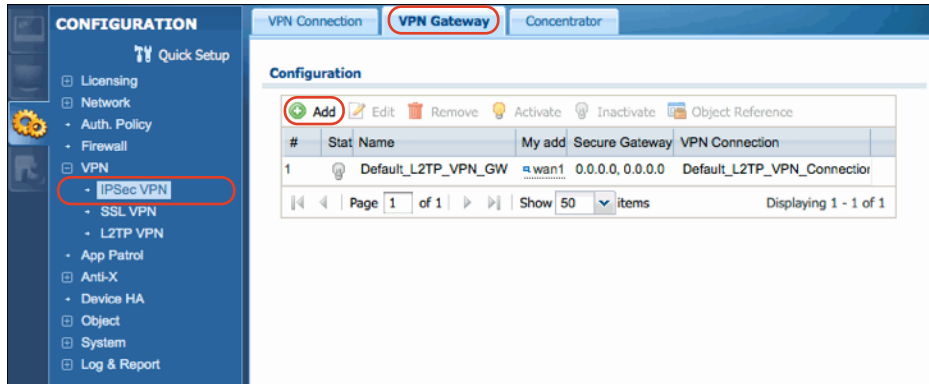 CONFIGURATION
Quick Setup
Licensing
Network
Auth. Policy
Firewall
VPN
IPSec VPN
SSL VPN
L2TP VPN
App Patrol
Anti-X
Device HA
Object
System
Log & Report
VPN Connection VPN Gateway Concentrator
Configuration
Add Edit Remove Activate Inactivate Object Reference
# Stat Name My add Secure Gateway VPN Connection
1 Default_L2TP_VPN_GW wan1 0.0.0.0, 0.0.0.0 Default_L2TP_VPN_Connection
Page 1 of 1 Show 50 items Displaying 1 - 1 of 1